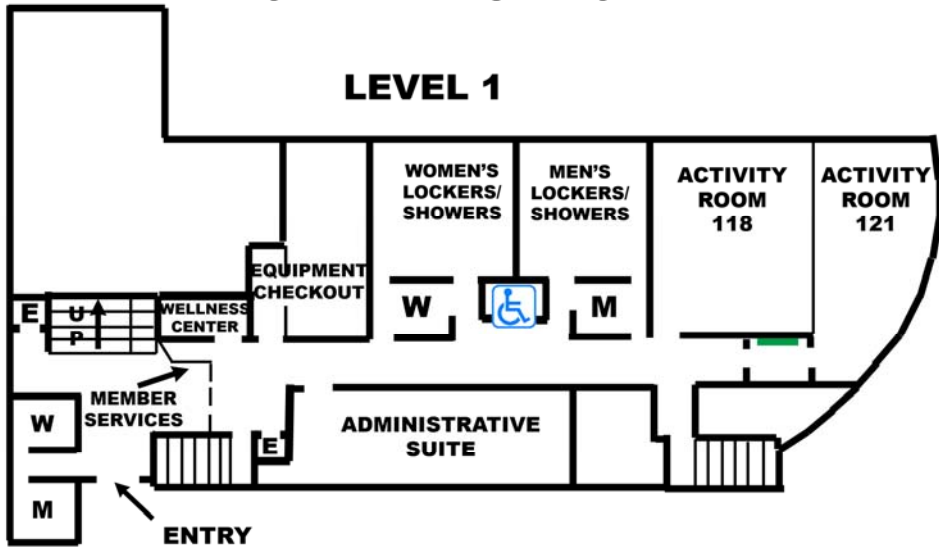 LEVEL 1
WOMEN'S
LOCKERS/
SHOWERS
MEN'S
LOCKERS/
SHOWERS
ACTIVITY
ROOM
118
ACTIVITY
ROOM
121
EQUIPMENT
CHECKOUT
W
M
E
U
P
WELLNESS
CENTER
MEMBER
SERVICES
W
E
ADMINISTRATIVE
SUITE
M
ENTRY